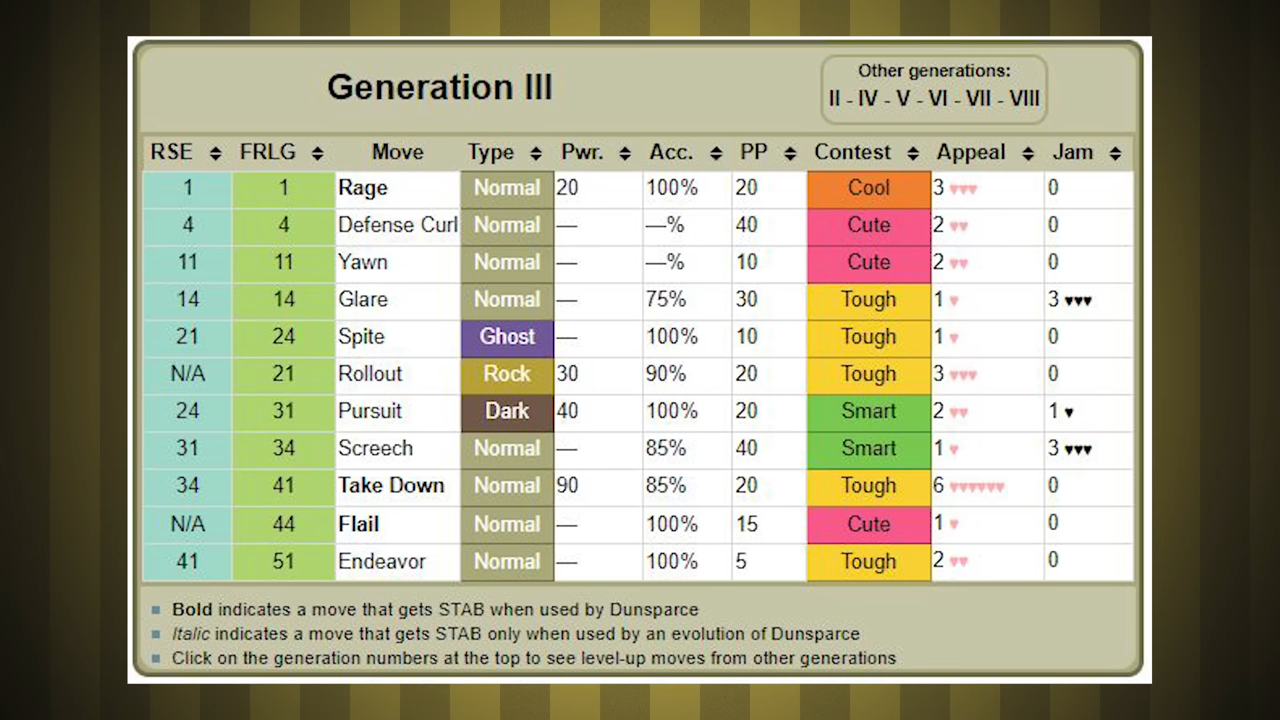 Generation III
Other generations:
II - IV - V - VI - VII - VIII
RSE FRLG Move Type Pwr. Acc. PP Contest Appeal Jam
1 1 Rage Normal 20 100% 20 Cool 3 ♥♥♥ 0
4 4 Defense Curl Normal — —% 40 Cute 2 ♥♥ 0
11 11 Yawn Normal — —% 10 Cute 2 ♥♥ 0
14 14 Glare Normal — 75% 30 Tough 1 ♥ 3 ♥♥♥
21 24 Spite Ghost — 100% 10 Tough 1 ♥ 0
N/A 21 Rollout Rock 30 90% 20 Tough 3 ♥♥♥ 0
24 31 Pursuit Dark 40 100% 20 Smart 2 ♥♥ 1 ♥
31 34 Screech Normal — 85% 40 Smart 1 ♥ 3 ♥♥♥
34 41 Take Down Normal 90 85% 20 Tough 6 ♥♥♥♥♥♥ 0
N/A 44 Flail Normal — 100% 15 Cute 1 ♥ 0
41 51 Endeavor Normal — 100% 5 Tough 2 ♥♥ 0
Bold indicates a move that gets STAB when used by Dunsparce
Italic indicates a move that gets STAB only when used by an evolution of Dunsparce
Click on the generation numbers at the top to see level-up moves from other generations